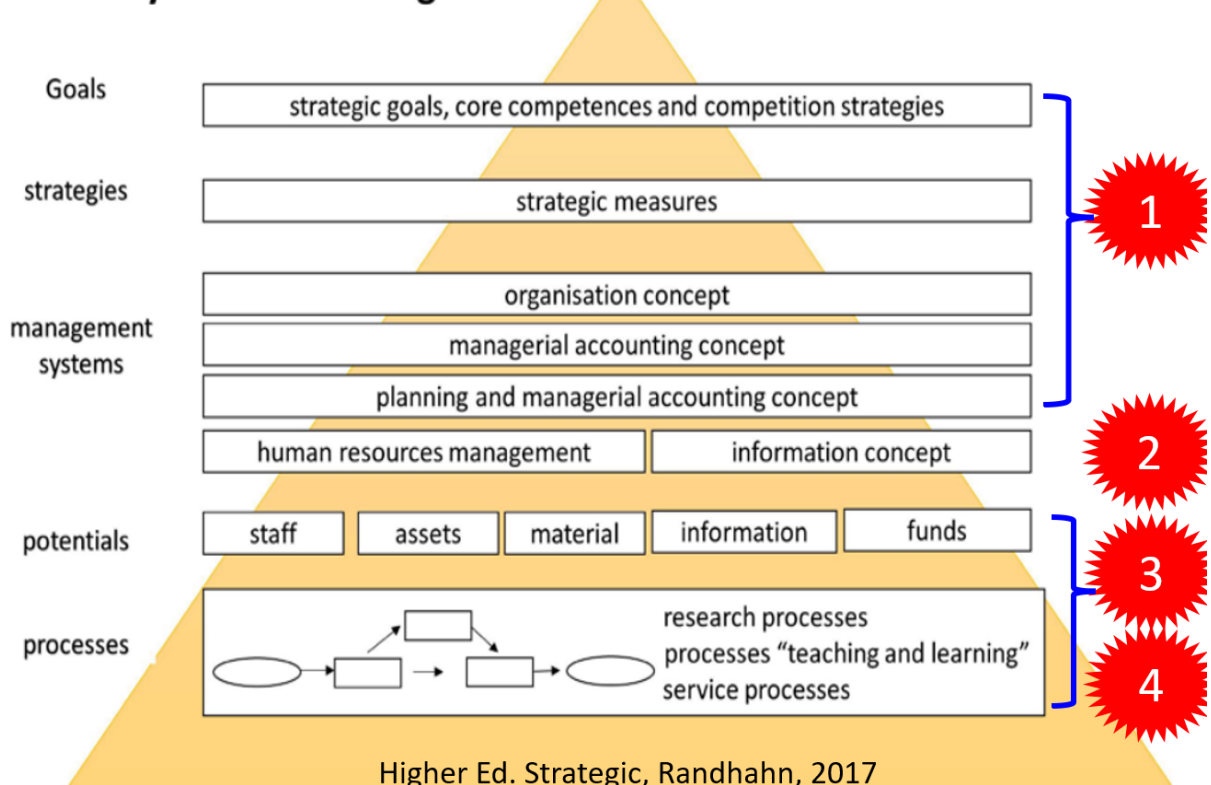 Goals
strategic goals, core competences and competition strategies
1
strategies
strategic measures
organisation concept
management
systems
managerial accounting concept
planning and managerial accounting concept
human resources management
information concept
2
potentials
staff
assets
material
information
funds
3
processes
research processes
processes “teaching and learning”
service processes
4
Higher Ed. Strategic, Randhahn, 2017